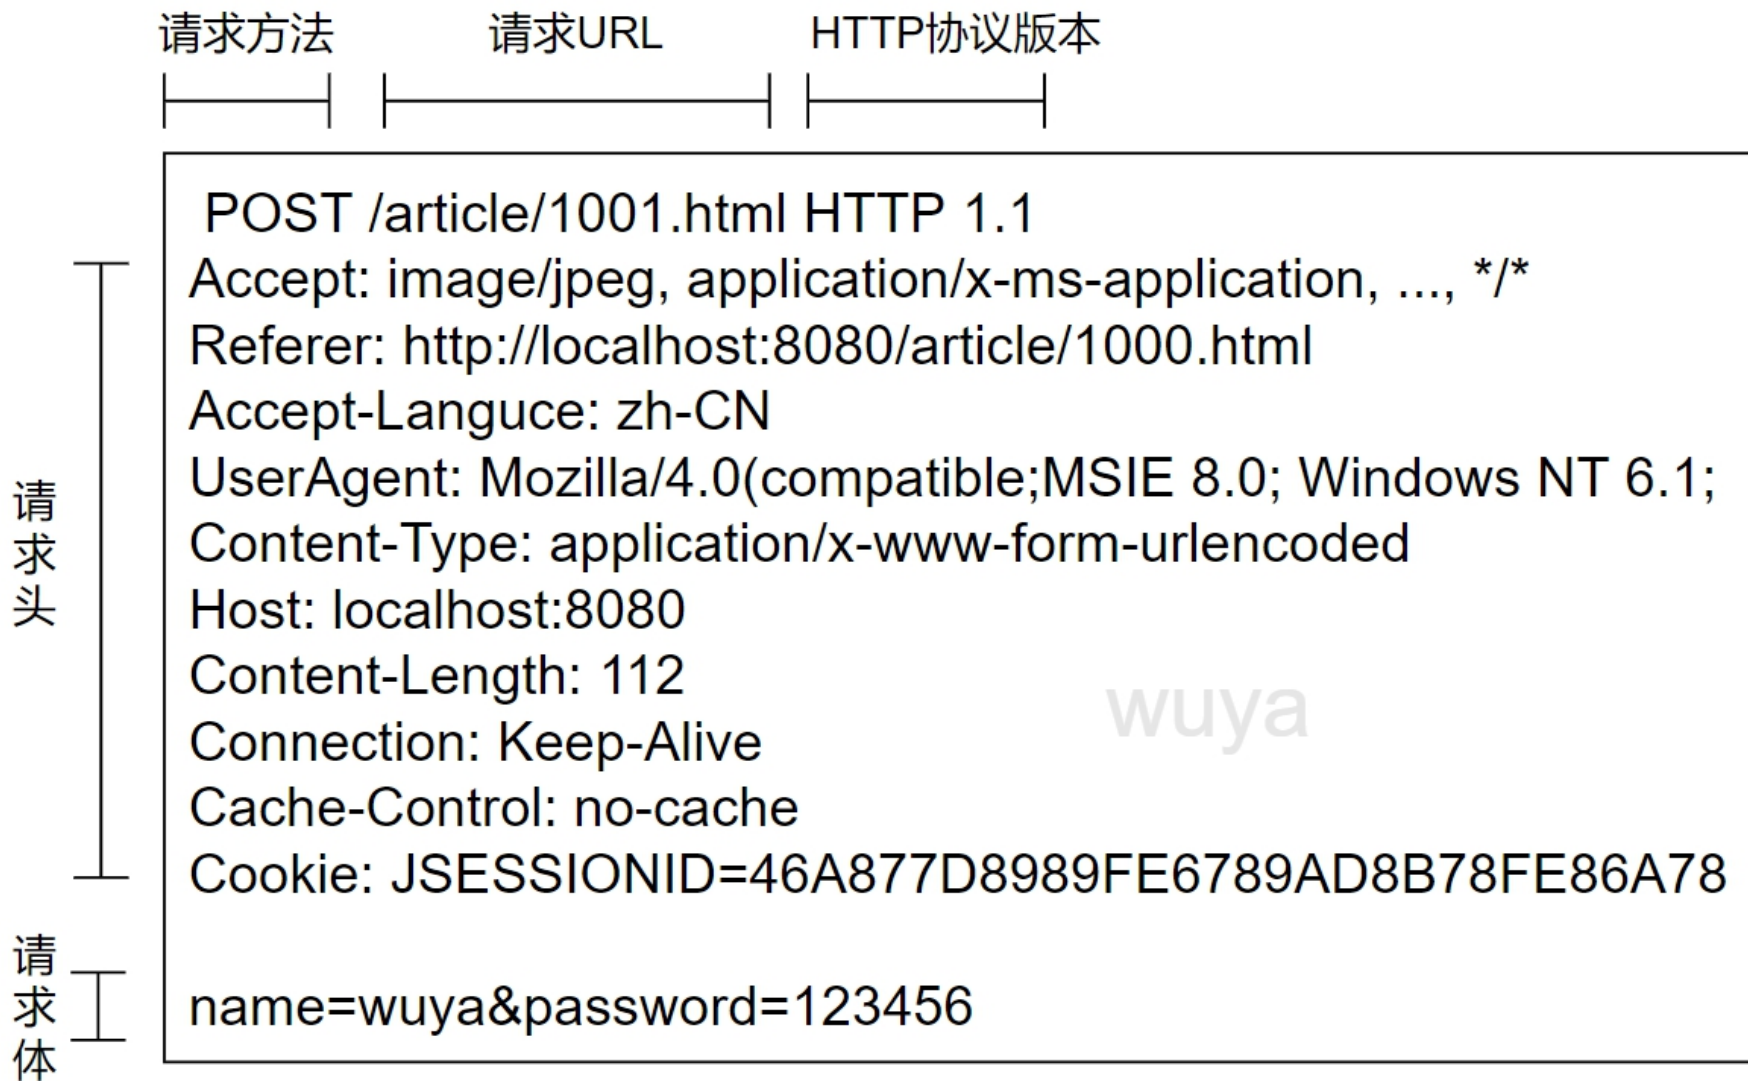 请求方法 请求URL HTTP协议版本
POST /article/1001.html HTTP 1.1
Accept: image/jpeg, application/x-ms-application, ..., */*
Referer: http://localhost:8080/article/1000.html
Accept-Languce: zh-CN
UserAgent: Mozilla/4.0(compatible;MSIE 8.0; Windows NT 6.1;
Content-Type: application/x-www-form-urlencoded
Host: localhost:8080
Content-Length: 112
Connection: Keep-Alive
Cache-Control: no-cache
Cookie: JSESSIONID=46A877D8989FE6789AD8B78FE86A78
请求头
wuya
name=wuya&password=123456
请求体